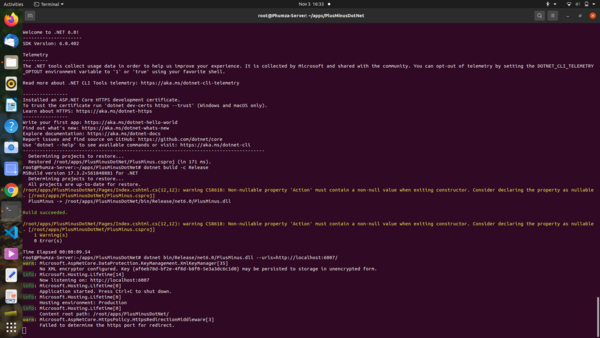 Activities
Terminal
Nov 3 16:33
root@Phumza-Server: ~/apps/PlusMinusDotNet
Welcome to .NET 6.0!
---------------------
SDK Version: 6.0.402
Telemetry
---------
The .NET tools collect usage data in order to help us improve your experience. It is collected by Microsoft and shared with the community. You can opt-out of telemetry by setting the DOTNET_CLI_TELEMETRY
_OPTOUT environment variable to '1' or 'true' using your favorite shell.
Read more about .NET CLI Tools telemetry: https://aka.ms/dotnet-cli-telemetry
----------------
Installed an ASP.NET Core HTTPS development certificate.
To trust the certificate run 'dotnet dev-certs https --trust' (Windows and macOS only).
Learn about HTTPS: https://aka.ms/dotnet-https
----------------
Write your first app: https://aka.ms/dotnet-hello-world
Find out what's new: https://aka.ms/dotnet-whats-new
Explore documentation: https://aka.ms/dotnet-docs
Report issues and find source on GitHub: https://github.com/dotnet/core
Use 'dotnet --help' to see available commands or visit: https://aka.ms/dotnet-cli
--------------------------------------------------------------------------------------
Determining projects to restore...
Restored /root/apps/PlusMinusDotNet/PlusMinus.csproj (in 171 ms).
root@Phumza-Server:~/apps/PlusMinusDotNet# dotnet build -c Release
MSBuild version 17.3.2+561848881 for .NET
Determining projects to restore...
All projects are up-to-date for restore.
/root/apps/PlusMinusDotNet/Pages/Index.cshtml.cs(12,12): warning CS8618: Non-nullable property 'Action' must contain a non-null value when exiting constructor. Consider declaring the property as nullable
. [/root/apps/PlusMinusDotNet/PlusMinus.csproj]
PlusMinus -> /root/apps/PlusMinusDotNet/bin/Release/net6.0/PlusMinus.dll
Build succeeded.
/root/apps/PlusMinusDotNet/Pages/Index.cshtml.cs(12,12): warning CS8618: Non-nullable property 'Action' must contain a non-null value when exiting constructor. Consider declaring the property as nullable
. [/root/apps/PlusMinusDotNet/PlusMinus.csproj]
1 Warning(s)
0 Error(s)
Time Elapsed 00:00:09.54
root@Phumza-Server:~/apps/PlusMinusDotNet# dotnet bin/Release/net6.0/PlusMinus.dll --urls=http://localhost:6007/
warn: Microsoft.AspNetCore.DataProtection.KeyManagement.XmlKeyManager[35]
No XML encryptor configured. Key may be persisted to storage in unencrypted form.
info: Microsoft.Hosting.Lifetime[14]
Now listening on: http://localhost:6007
info: Microsoft.Hosting.Lifetime[0]
Application started. Press Ctrl+C to shut down.
info: Microsoft.Hosting.Lifetime[0]
Hosting environment: Production
info: Microsoft.Hosting.Lifetime[0]
Content root path: /root/apps/PlusMinusDotNet/
warn: Microsoft.AspNetCore.HttpsPolicy.HttpsRedirectionMiddleware[3]
Failed to determine the https port for redirect.